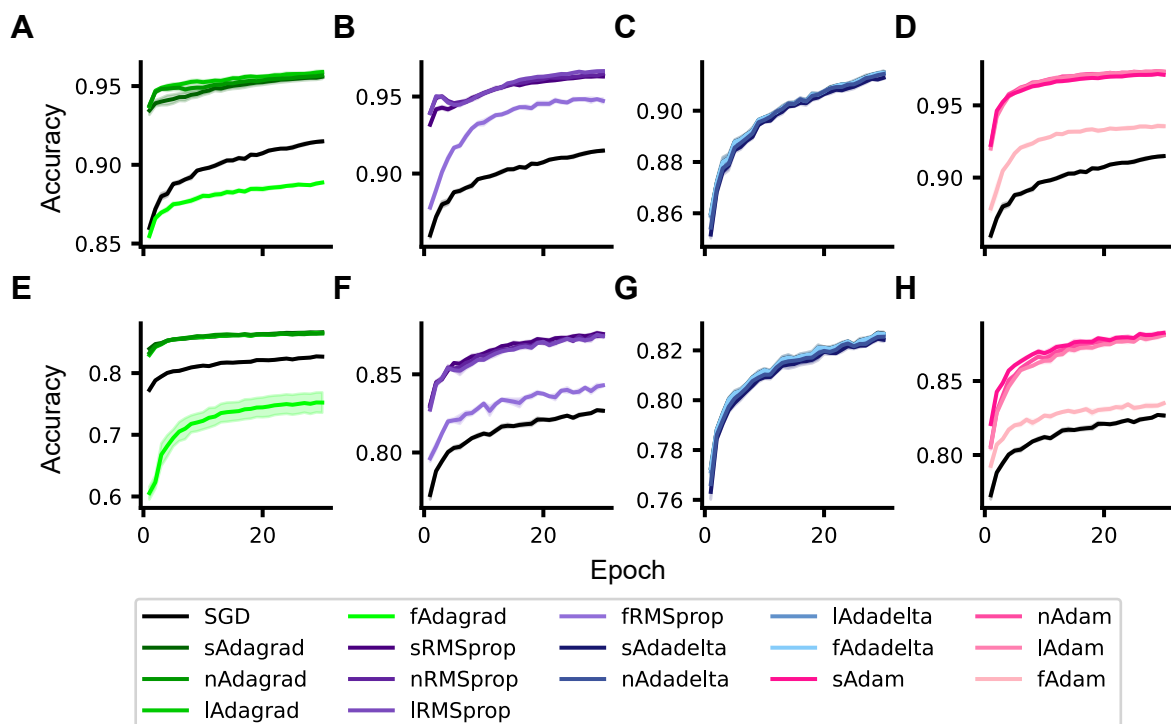 A
B
C
D
Accuracy
0.95
0.90
0.85
0
20
0.95
0.90
0.90
0.88
0.86
0.95
0.90
E
F
G
H
Accuracy
0.8
0.7
0.6
0
20
0.85
0.80
0
20
0.82
0.80
0.78
0.76
0
20
0.85
0.80
0
20
Epoch
SGD
sAdagrad
nAdagrad
lAdagrad
fAdagrad
sRMSprop
nRMSprop
lRMSprop
fRMSprop
sAdadelta
nAdadelta
lAdadelta
fAdadelta
sAdam
nAdam
lAdam
fAdam